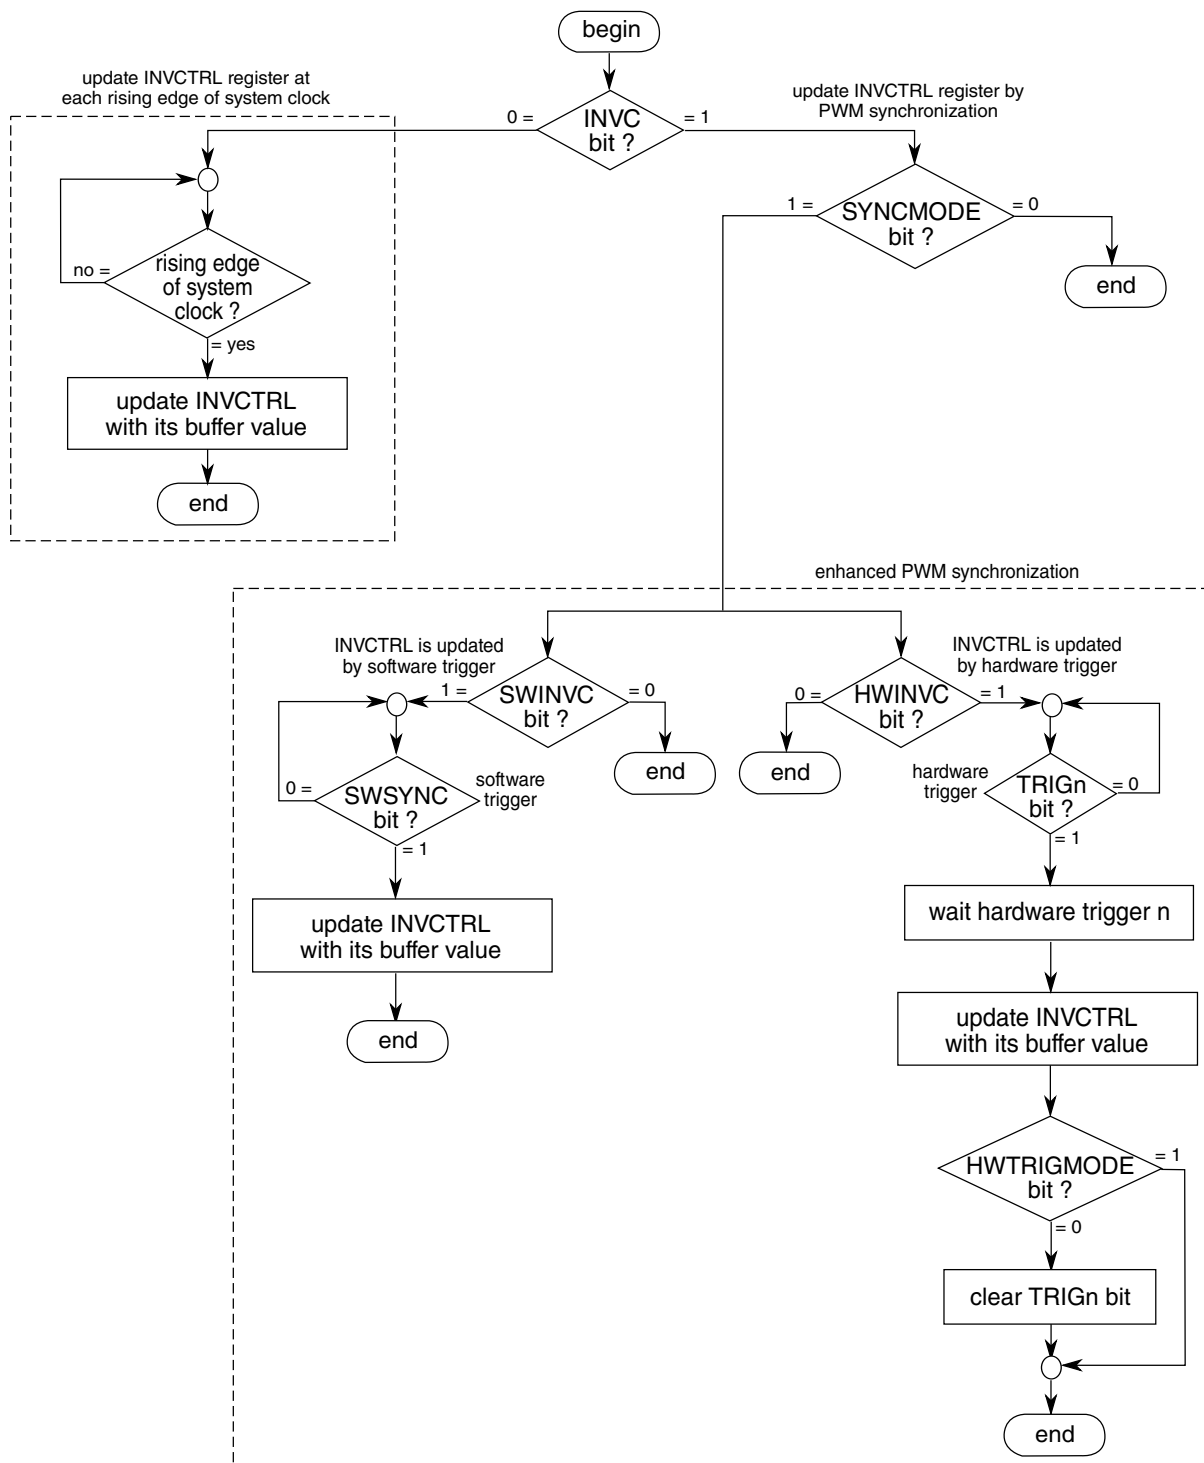 begin
update INVCTRL register at
each rising edge of system clock
update INVCTRL register by
PWM synchronization
0 =
INVC
bit ?
= 1
1 =
SYNCMODE
bit ?
= 0
end
no =
rising edge
of system
clock ?
= yes
update INVCTRL
with its buffer value
end
enhanced PWM synchronization
INVCTRL is updated
by software trigger
1 =
SWINVC
bit ?
= 0
end
INVCTRL is updated
by hardware trigger
0 =
HWINVC
bit ?
= 1
end
0 =
SWSYNC
bit ?
software
trigger
= 1
hardware
trigger
TRIGn
bit ?
= 0
= 1
update INVCTRL
with its buffer value
end
wait hardware trigger n
update INVCTRL
with its buffer value
HWTRIGMODE
bit ?
= 1
= 0
clear TRIGn bit
end